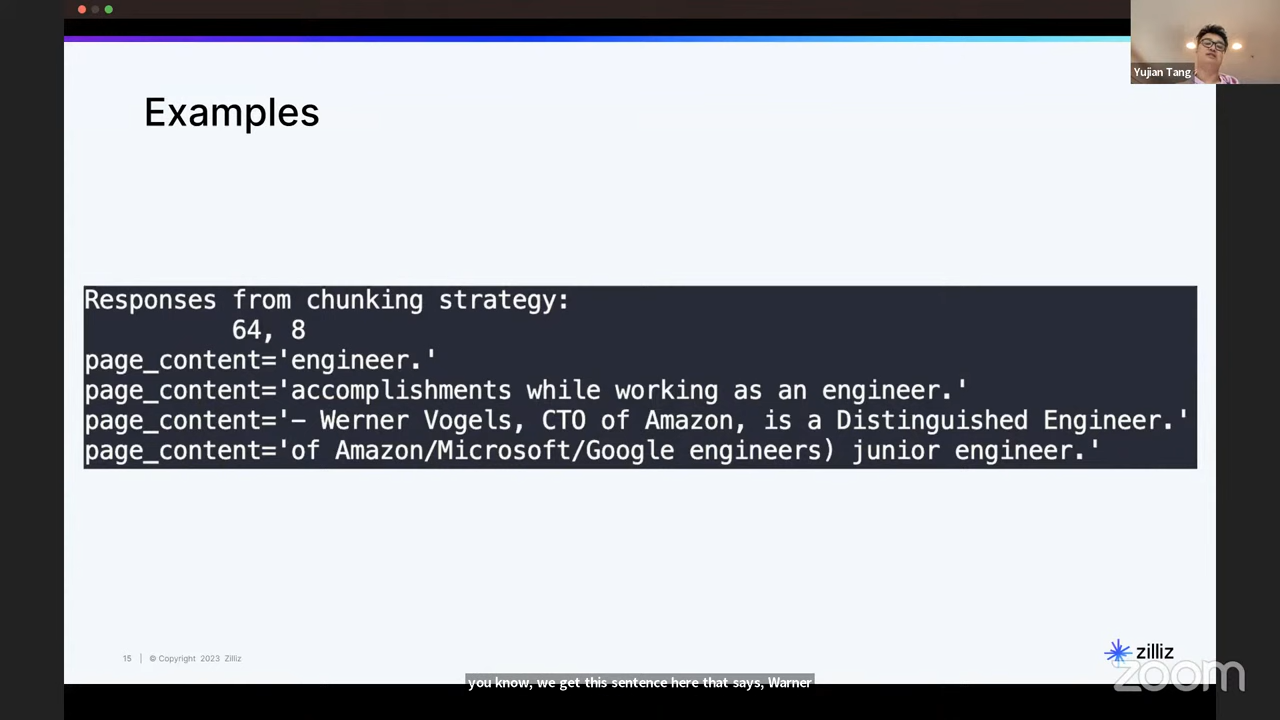 Yujian Tang
Examples
Responses from chunking strategy:
64, 8
page_content='engineer.'
page_content='accomplishments while working as an engineer.'
page_content='– Werner Vogels, CTO of Amazon, is a Distinguished Engineer.'
page_content='of Amazon/Microsoft/Google engineers) junior engineer.'
15 | © Copyright 2023 Zilliz
zilliz
zoom
you know, we get this sentence here that says, Warner